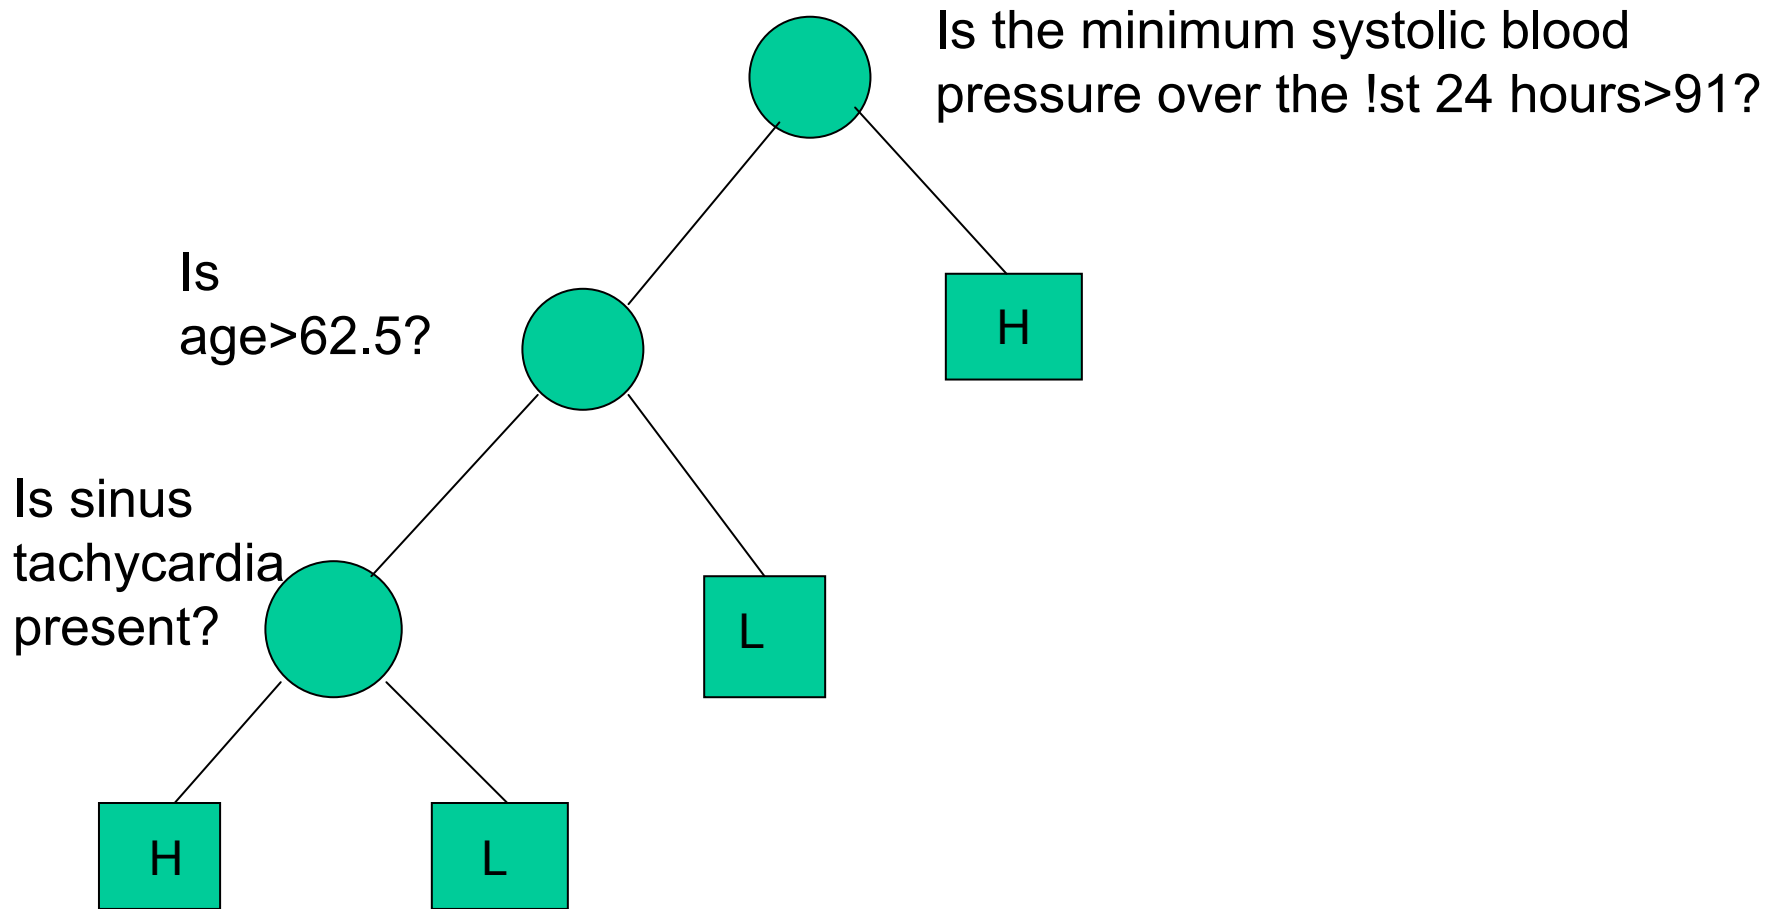 Is the minimum systolic blood
pressure over the !st 24 hours>91?
Is
age>62.5?
H
Is sinus
tachycardia
present?
L
H
L